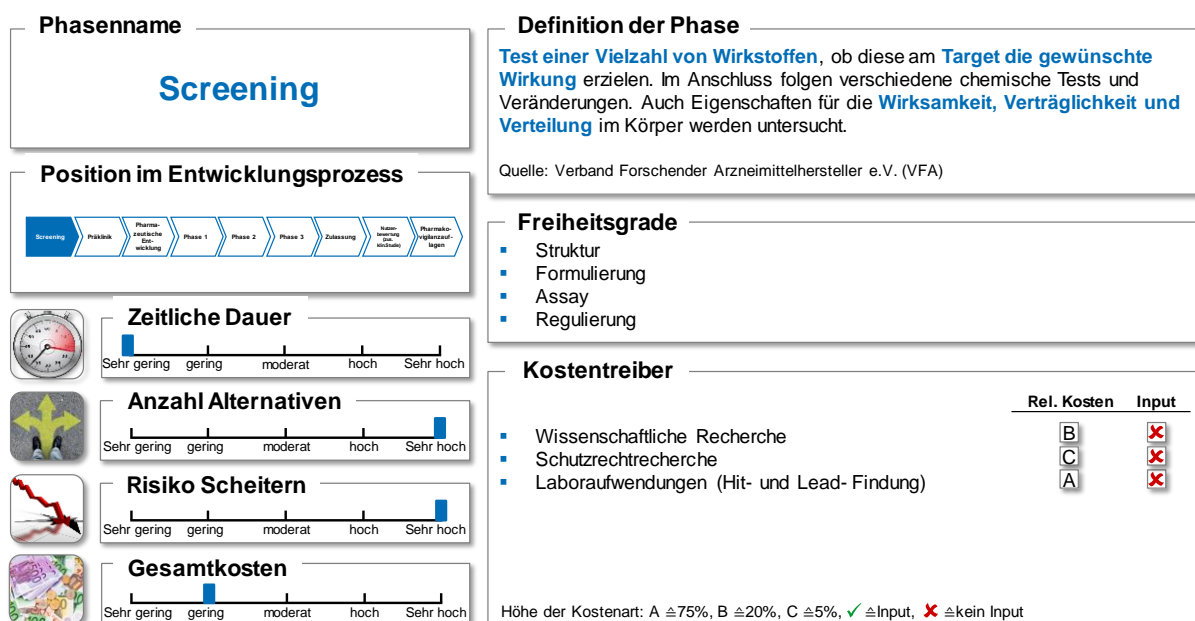 Phasenname
Screening
Position im Entwicklungsprozess
Screening
Präklinik
Pharma-
zeutische
Ent-
wicklung
Phase 1
Phase 2
Phase 3
Zulassung
Nutzen-
bewertung
(zus.
klin.Studie)
Pharmako-
vigilanzauf-
lagen
Zeitliche Dauer
Sehr gering gering moderat hoch Sehr hoch
Anzahl Alternativen
Sehr gering gering moderat hoch Sehr hoch
Risiko Scheitern
Sehr gering gering moderat hoch Sehr hoch
Gesamtkosten
Sehr gering gering moderat hoch Sehr hoch
Definition der Phase
Test einer Vielzahl von Wirkstoffen, ob diese am Target die gewünschte
Wirkung erzielen. Im Anschluss folgen verschiedene chemische Tests und
Veränderungen. Auch Eigenschaften für die Wirksamkeit, Verträglichkeit und
Verteilung im Körper werden untersucht.
Quelle: Verband Forschender Arzneimittelhersteller e.V. (VFA)
Freiheitsgrade
▪ Struktur
▪ Formulierung
▪ Assay
▪ Regulierung
Kostentreiber
Rel. Kosten Input
▪ Wissenschaftliche Recherche B ✘
▪ Schutzrechtrecherche C ✘
▪ Laboraufwendungen (Hit- und Lead- Findung) A ✘
Höhe der Kostenart: A ≙75%, B ≙20%, C ≙5%, ✓ ≙Input, ✘ ≙kein Input